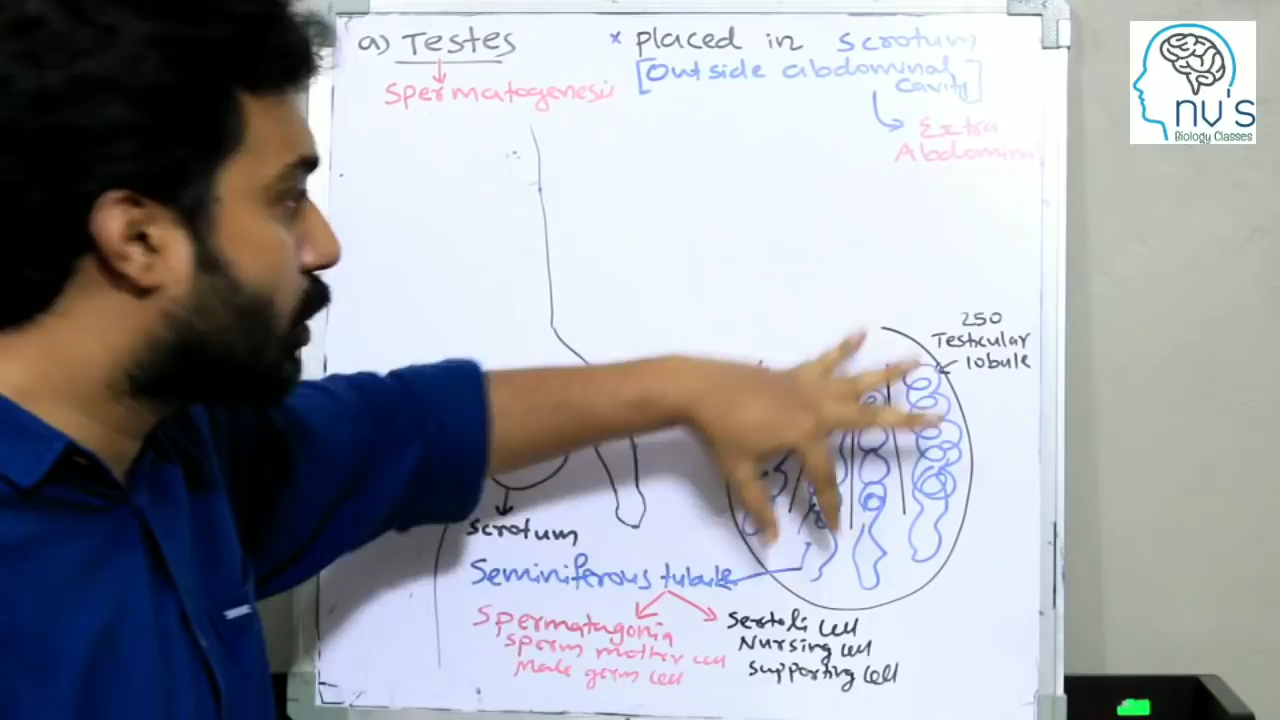 a) Testes
Spermatogenesis
x placed in scrotum
[Outside abdominal cavity]
Extra
Abdominal
250
Testicular
lobule
scrotum
Seminiferous tubule
Spermatagonia
Sperm mother cell
Male germ cell
Sertoli cell
Nursing cell
Supporting cell
nv's
Biology Classes